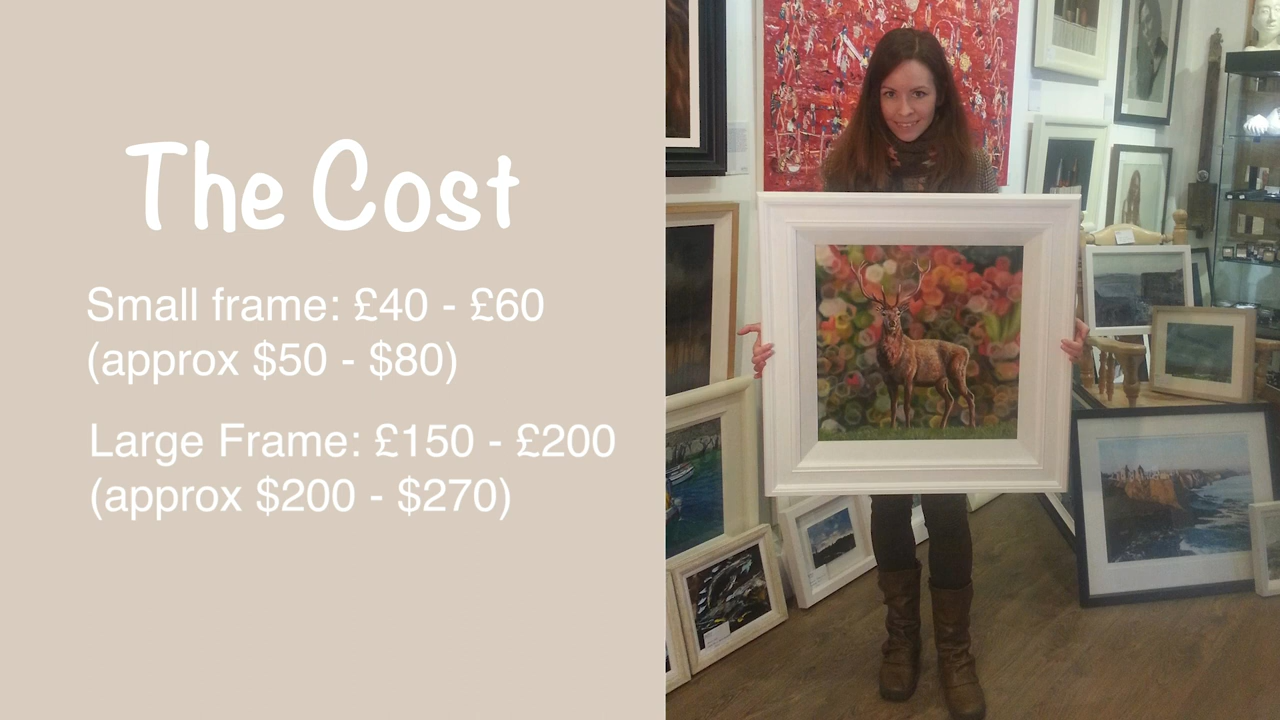 The Cost
Small frame: £40 - £60
(approx $50 - $80)
Large Frame: £150 - £200
(approx $200 - $270)